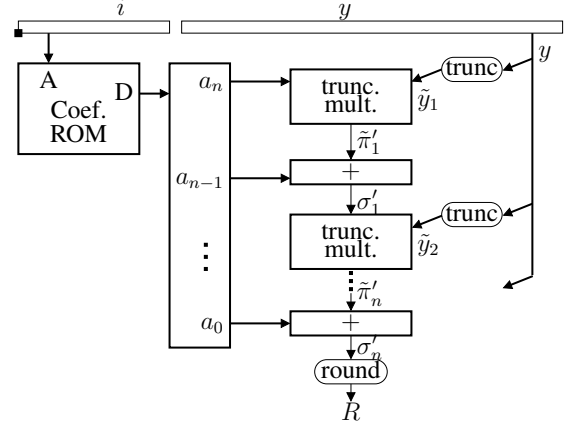 i y
y
A
D
Coef.
ROM
a_n
trunc.
mult.
trunc
ỹ_1
π̃′_1
a_{n−1}
+
σ′_1
trunc.
mult.
trunc
ỹ_2
⋮
π̃′_n
a_0
+
σ′_n
round
R